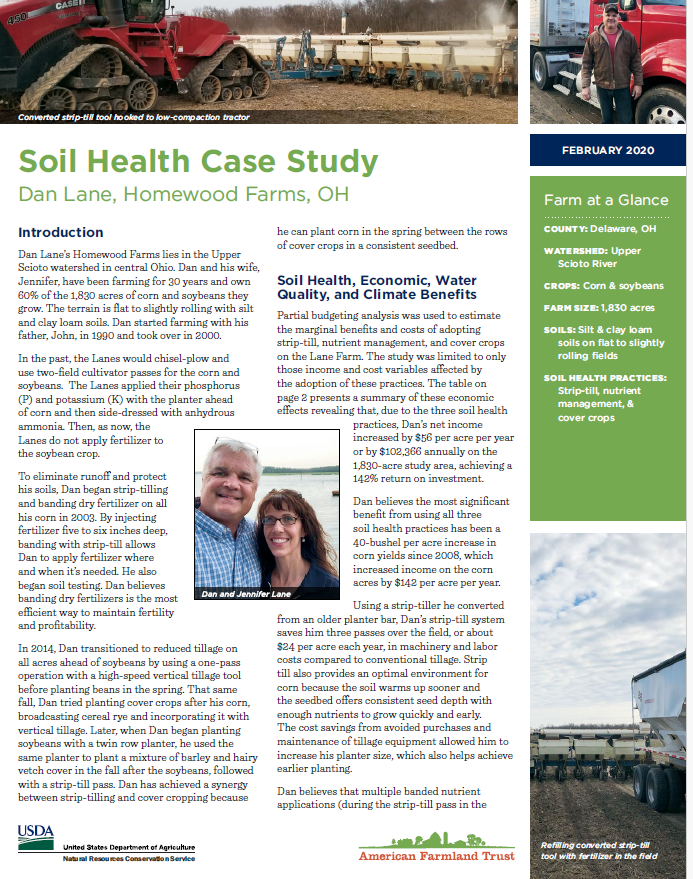 450
CASE IH
Converted strip-till tool hooked to low-compaction tractor
Soil Health Case Study
Dan Lane, Homewood Farms, OH
Introduction
Dan Lane's Homewood Farms lies in the Upper
Scioto watershed in central Ohio. Dan and his wife,
Jennifer, have been farming for 30 years and own
60% of the 1,830 acres of corn and soybeans they
grow. The terrain is flat to slightly rolling with silt
and clay loam soils. Dan started farming with his
father, John, in 1990 and took over in 2000.
In the past, the Lanes would chisel-plow and
use two-field cultivator passes for the corn and
soybeans. The Lanes applied their phosphorus
(P) and potassium (K) with the planter ahead
of corn and then side-dressed with anhydrous
ammonia. Then, as now, the
Lanes do not apply fertilizer to
the soybean crop.
To eliminate runoff and protect
his soils, Dan began strip-tilling
and banding dry fertilizer on all
his corn in 2003. By injecting
fertilizer five to six inches deep,
banding with strip-till allows
Dan to apply fertilizer where
and when it's needed. He also
began soil testing. Dan believes
banding dry fertilizers is the most
efficient way to maintain fertility
and profitability.
In 2014, Dan transitioned to reduced tillage on
all acres ahead of soybeans by using a one-pass
operation with a high-speed vertical tillage tool
before planting beans in the spring. That same
fall, Dan tried planting cover crops after his corn,
broadcasting cereal rye and incorporating it with
vertical tillage. Later, when Dan began planting
soybeans with a twin row planter, he used the
same planter to plant a mixture of barley and hairy
vetch cover in the fall after the soybeans, followed
with a strip-till pass. Dan has achieved a synergy
between strip-tilling and cover cropping because
he can plant corn in the spring between the rows
of cover crops in a consistent seedbed.
Soil Health, Economic, Water
Quality, and Climate Benefits
Partial budgeting analysis was used to estimate
the marginal benefits and costs of adopting
strip-till, nutrient management, and cover crops
on the Lane Farm. The study was limited to only
those income and cost variables affected by
the adoption of these practices. The table on
page 2 presents a summary of these economic
effects revealing that, due to the three soil health
practices, Dan's net income
increased by $56 per acre per year
or by $102,366 annually on the
1,830-acre study area, achieving a
142% return on investment.
Dan believes the most significant
benefit from using all three
soil health practices has been a
40-bushel per acre increase in
corn yields since 2008, which
increased income on the corn
acres by $142 per acre per year.
Using a strip-tiller he converted
from an older planter bar, Dan's strip-till system
saves him three passes over the field, or about
$24 per acre each year, in machinery and labor
costs compared to conventional tillage. Strip
till also provides an optimal environment for
corn because the soil warms up sooner and
the seedbed offers consistent seed depth with
enough nutrients to grow quickly and early.
The cost savings from avoided purchases and
maintenance of tillage equipment allowed him to
increase his planter size, which also helps achieve
earlier planting.
Dan believes that multiple banded nutrient
applications (during the strip-till pass in the
Dan and Jennifer Lane
FEBRUARY 2020
Farm at a Glance
COUNTY: Delaware, OH
WATERSHED: Upper
Scioto River
CROPS: Corn & soybeans
FARM SIZE: 1,830 acres
SOILS: Silt & clay loam
soils on flat to slightly
rolling fields
SOIL HEALTH PRACTICES:
Strip-till, nutrient
management, &
cover crops
Refilling converted strip-till
tool with fertilizer in the field
USDA
United States Department of Agriculture
Natural Resources Conservation Service
American Farmland Trust